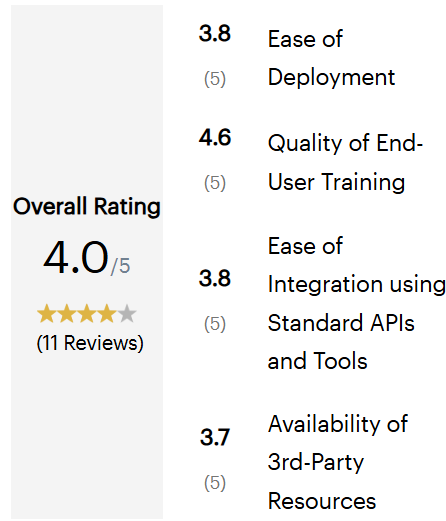 Overall Rating
4.0/5
(11 Reviews)
3.8
(5)
Ease of
Deployment
4.6
(5)
Quality of End-
User Training
3.8
(5)
Ease of
Integration using
Standard APIs
and Tools
3.7
(5)
Availability of
3rd-Party
Resources